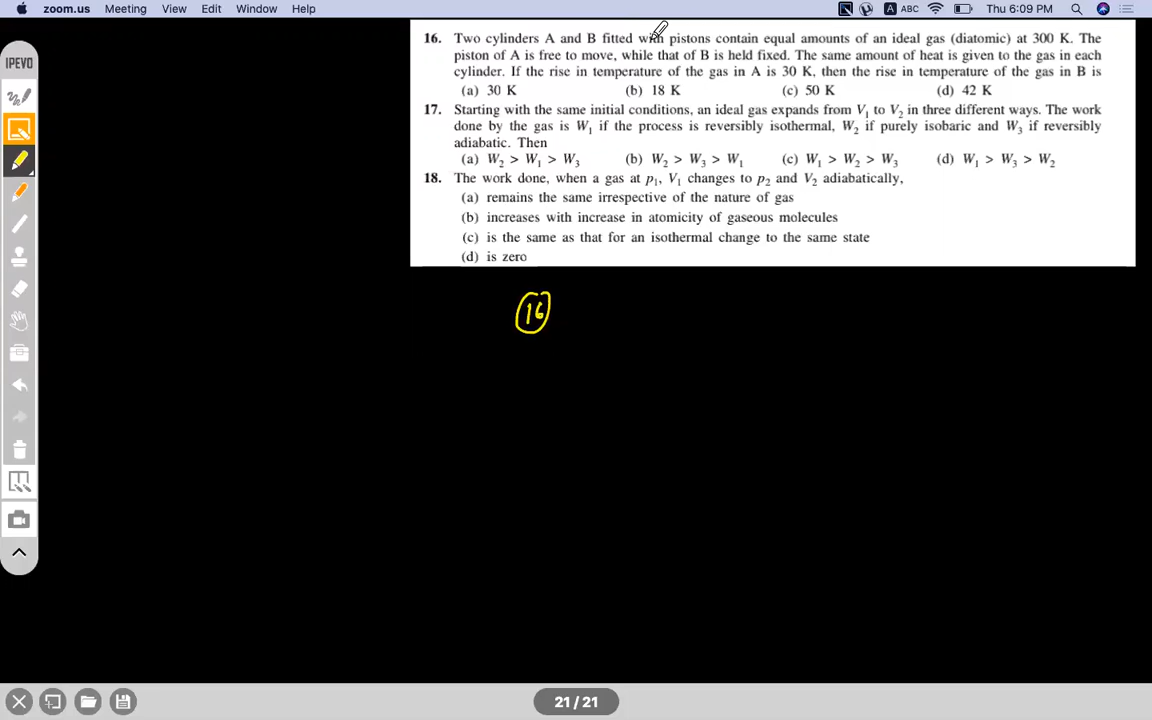 zoom.us Meeting View Edit Window Help A ABC Thu 6:09 PM
IPEVO
16. Two cylinders A and B fitted with pistons contain equal amounts of an ideal gas (diatomic) at 300 K. The
piston of A is free to move, while that of B is held fixed. The same amount of heat is given to the gas in each
cylinder. If the rise in temperature of the gas in A is 30 K, then the rise in temperature of the gas in B is
(a) 30 K (b) 18 K (c) 50 K (d) 42 K
17. Starting with the same initial conditions, an ideal gas expands from V₁ to V₂ in three different ways. The work
done by the gas is W₁ if the process is reversibly isothermal, W₂ if purely isobaric and W₃ if reversibly
adiabatic. Then
(a) W₂ > W₁ > W₃ (b) W₂ > W₃ > W₁ (c) W₁ > W₂ > W₃ (d) W₁ > W₃ > W₂
18. The work done, when a gas at p₁, V₁ changes to p₂ and V₂ adiabatically,
(a) remains the same irrespective of the nature of gas
(b) increases with increase in atomicity of gaseous molecules
(c) is the same as that for an isothermal change to the same state
(d) is zero
16
21 / 21